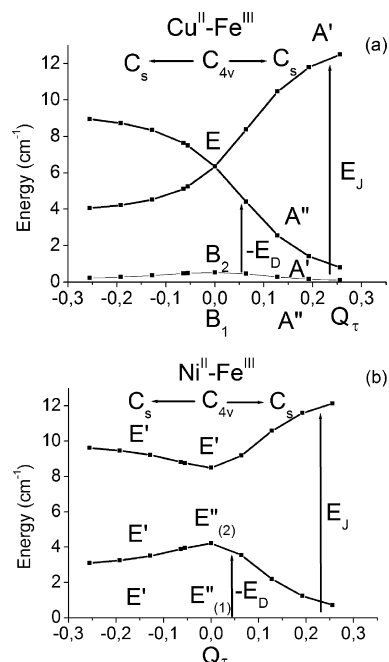 Cu^II-Fe^III (a)
A'
C_s C_4v C_s
E
E_J
A"
-E_D
B_2 A'
Energy (cm^-1)
12
10
8
6
4
2
0
-0,3 -0,2 -0,1 0,0 0,1 0,2 0,3
B_1 A" Q_τ
Ni^II-Fe^III (b)
C_s C_4v C_s
E' E'
E"_(2)
E_J
E' E"_(1) -E_D
Energy (cm^-1)
12
8
4
0
-0,3 -0,2 -0,1 0,0 0,1 0,2 0,3
Q_τ